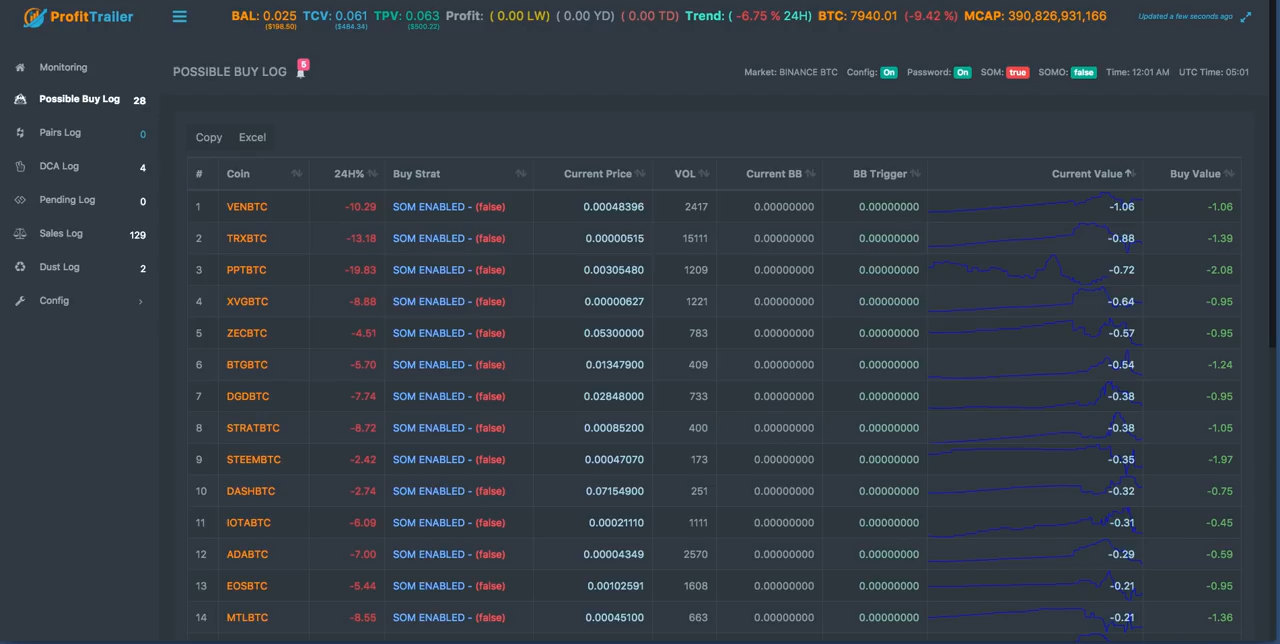 ProfitTrailer BAL: 0.025 TCV: 0.061 TPV: 0.063 Profit: ( 0.00 LW) ( 0.00 YD) ( 0.00 TD) Trend: ( -6.75 % 24H) BTC: 7940.01 (-9.42 %) MCAP: 390,826,931,166 Updated a few seconds ago
($198.50) ($484.34) ($500.22)
Monitoring
Possible Buy Log 28
Pairs Log 0
DCA Log 4
Pending Log 0
Sales Log 129
Dust Log 2
Config
POSSIBLE BUY LOG 5 Market: BINANCE BTC Config: On Password: On SOM: true SOMO: false Time: 12:01 AM UTC Time: 05:01
Copy Excel
# Coin 24H% Buy Strat Current Price VOL Current BB BB Trigger Current Value Buy Value
1 VENBTC -10.29 SOM ENABLED - (false) 0.00048396 2417 0.00000000 0.00000000 -1.06 -1.06
2 TRXBTC -13.18 SOM ENABLED - (false) 0.00000515 15111 0.00000000 0.00000000 -0.88 -1.39
3 PPTBTC -19.83 SOM ENABLED - (false) 0.00305480 1209 0.00000000 0.00000000 -0.72 -2.08
4 XVGBTC -8.88 SOM ENABLED - (false) 0.00000627 1221 0.00000000 0.00000000 -0.64 -0.95
5 ZECBTC -4.51 SOM ENABLED - (false) 0.05300000 783 0.00000000 0.00000000 -0.57 -0.95
6 BTGBTC -5.70 SOM ENABLED - (false) 0.01347900 409 0.00000000 0.00000000 -0.54 -1.24
7 DGDBTC -7.74 SOM ENABLED - (false) 0.02848000 733 0.00000000 0.00000000 -0.38 -0.95
8 STRATBTC -8.72 SOM ENABLED - (false) 0.00085200 400 0.00000000 0.00000000 -0.38 -1.05
9 STEEMBTC -2.42 SOM ENABLED - (false) 0.00047070 173 0.00000000 0.00000000 -0.35 -1.97
10 DASHBTC -2.74 SOM ENABLED - (false) 0.07154900 251 0.00000000 0.00000000 -0.32 -0.75
11 IOTABTC -6.09 SOM ENABLED - (false) 0.00021110 1111 0.00000000 0.00000000 -0.31 -0.45
12 ADABTC -7.00 SOM ENABLED - (false) 0.00004349 2570 0.00000000 0.00000000 -0.29 -0.59
13 EOSBTC -5.44 SOM ENABLED - (false) 0.00102591 1608 0.00000000 0.00000000 -0.21 -0.95
14 MTLBTC -8.55 SOM ENABLED - (false) 0.00045100 663 0.00000000 0.00000000 -0.21 -1.36